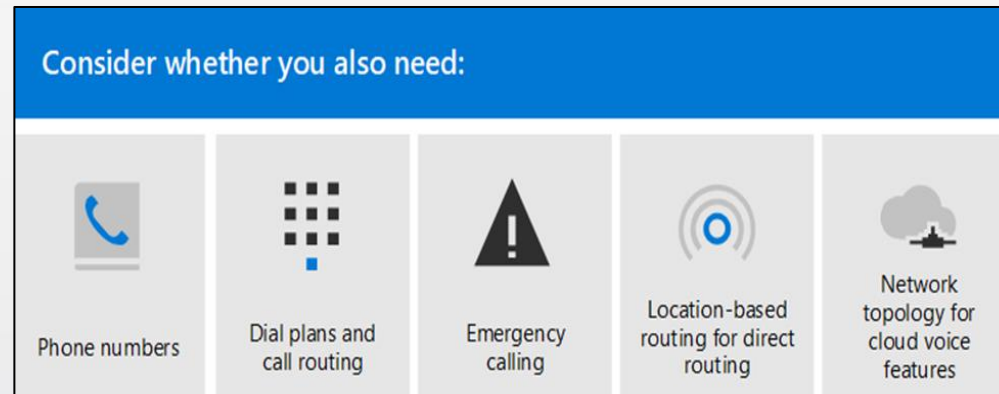 Consider whether you also need:
Phone numbers
Dial plans and
call routing
Emergency
calling
Location-based
routing for direct
routing
Network
topology for
cloud voice
features